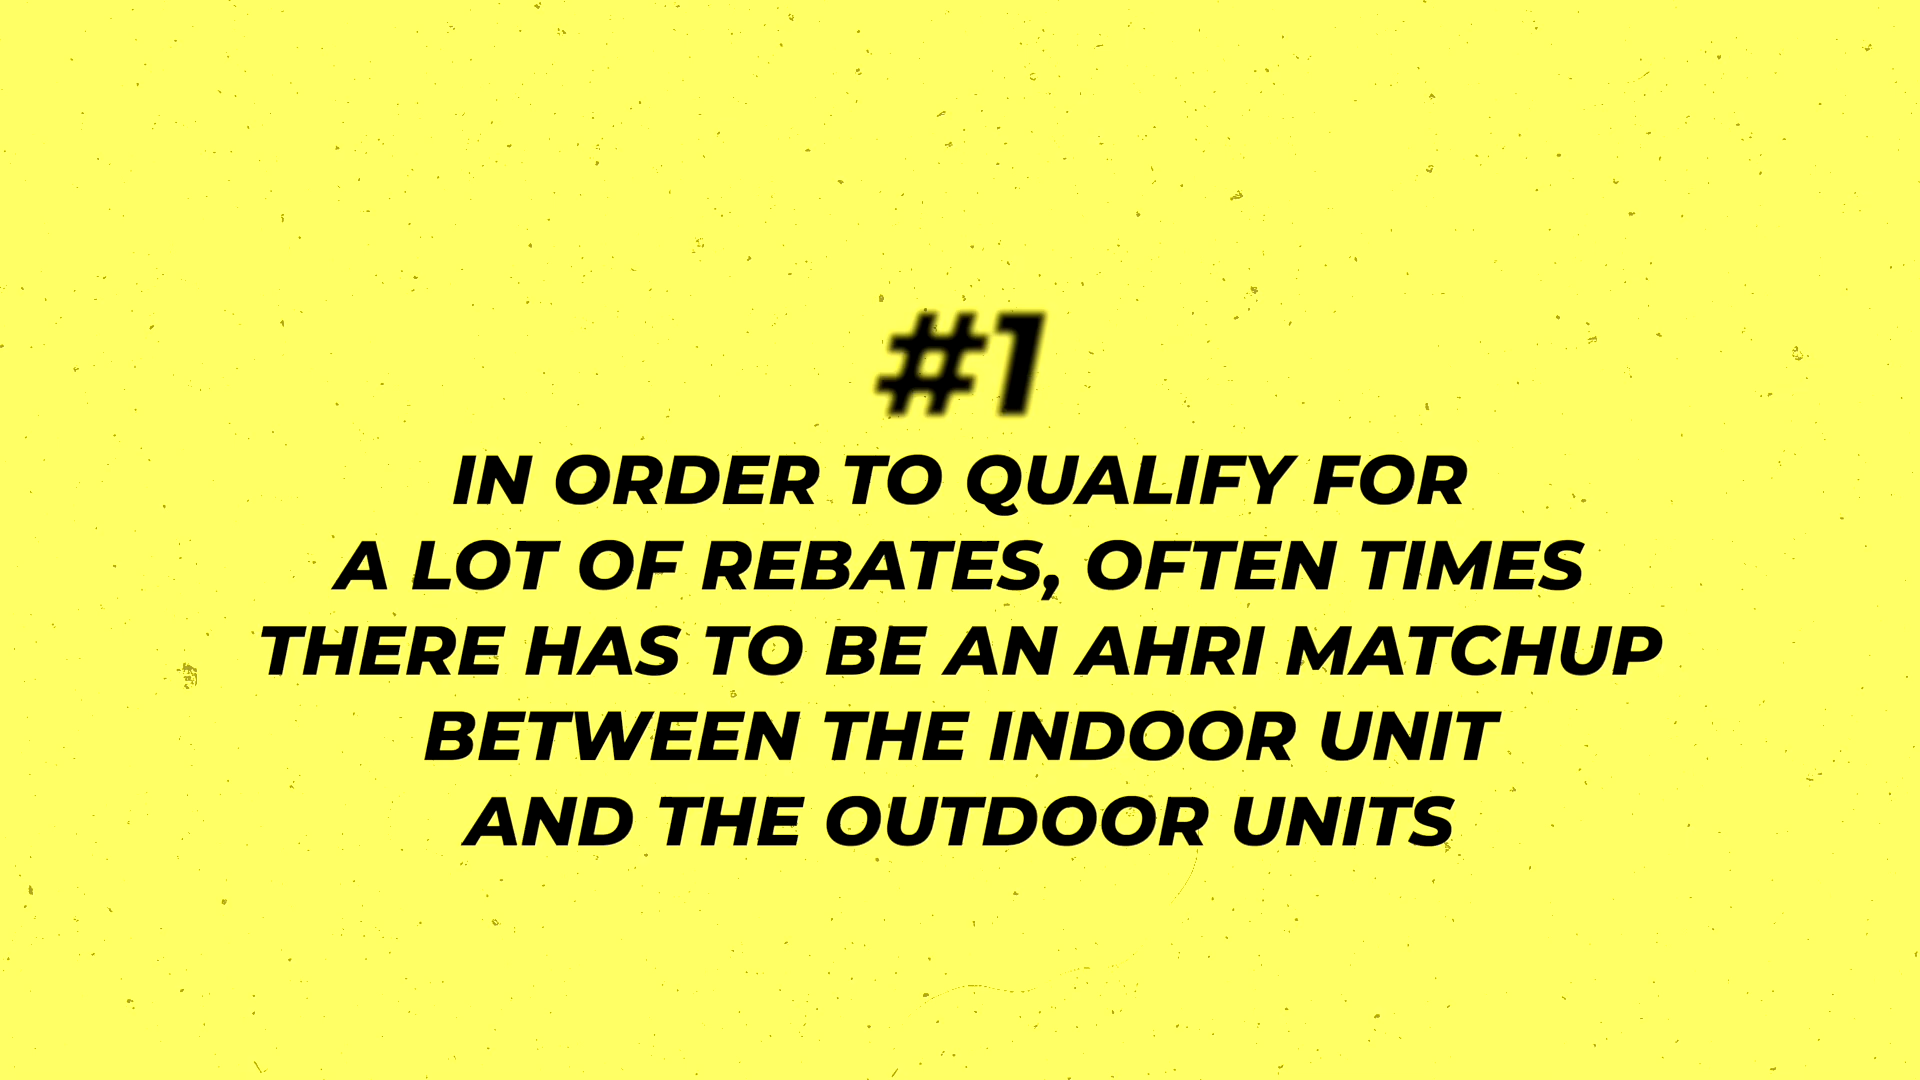 #1
IN ORDER TO QUALIFY FOR
A LOT OF REBATES, OFTEN TIMES
THERE HAS TO BE AN AHRI MATCHUP
BETWEEN THE INDOOR UNIT
AND THE OUTDOOR UNITS